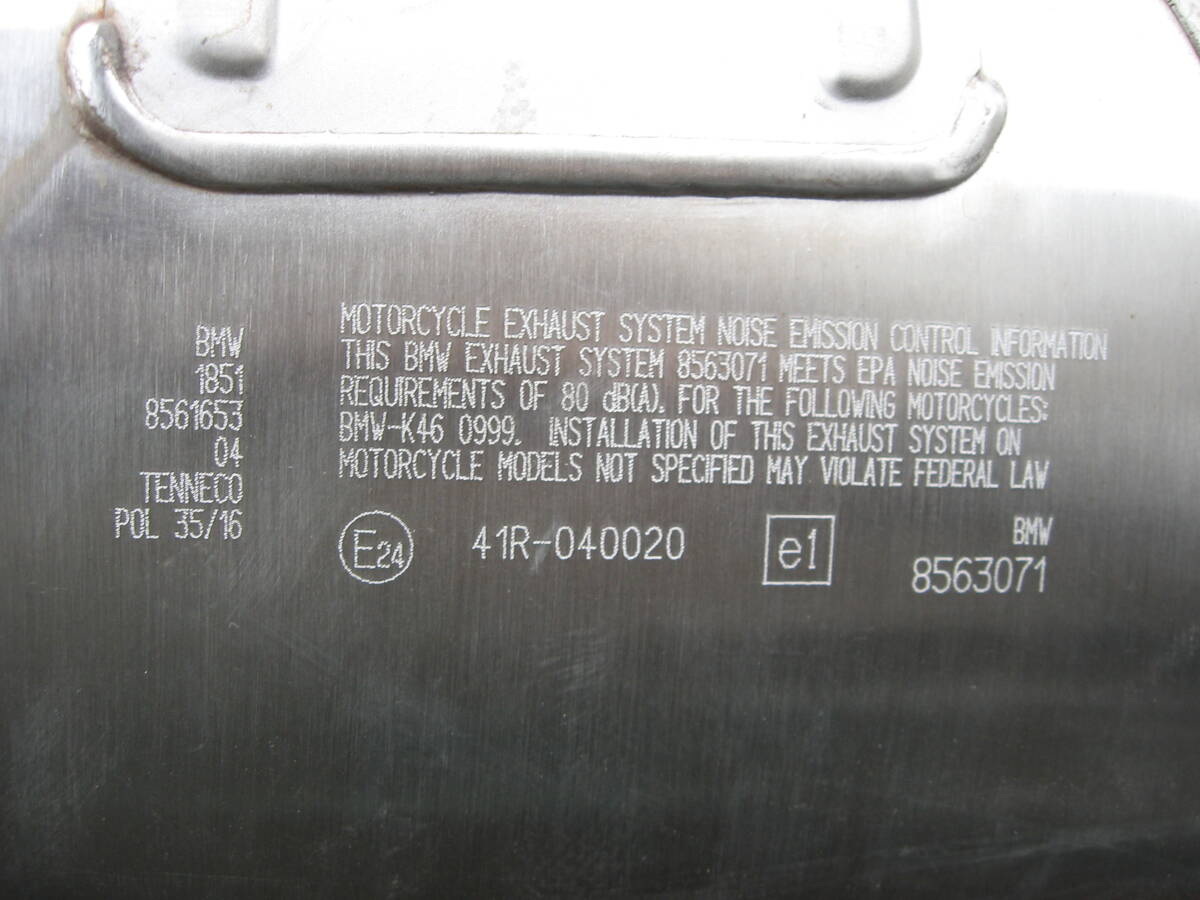 BMW
1851
8561653
04
TENNECO
POL 35/16
MOTORCYCLE EXHAUST SYSTEM NOISE EMISSION CONTROL INFORMATION
THIS BMW EXHAUST SYSTEM 8563071 MEETS EPA NOISE EMISSION
REQUIREMENTS OF 80 dB(A). FOR THE FOLLOWING MOTORCYCLES:
BMW-K46 0999. INSTALLATION OF THIS EXHAUST SYSTEM ON
MOTORCYCLE MODELS NOT SPECIFIED MAY VIOLATE FEDERAL LAW
E24 41R-040020 e1
BMW
8563071